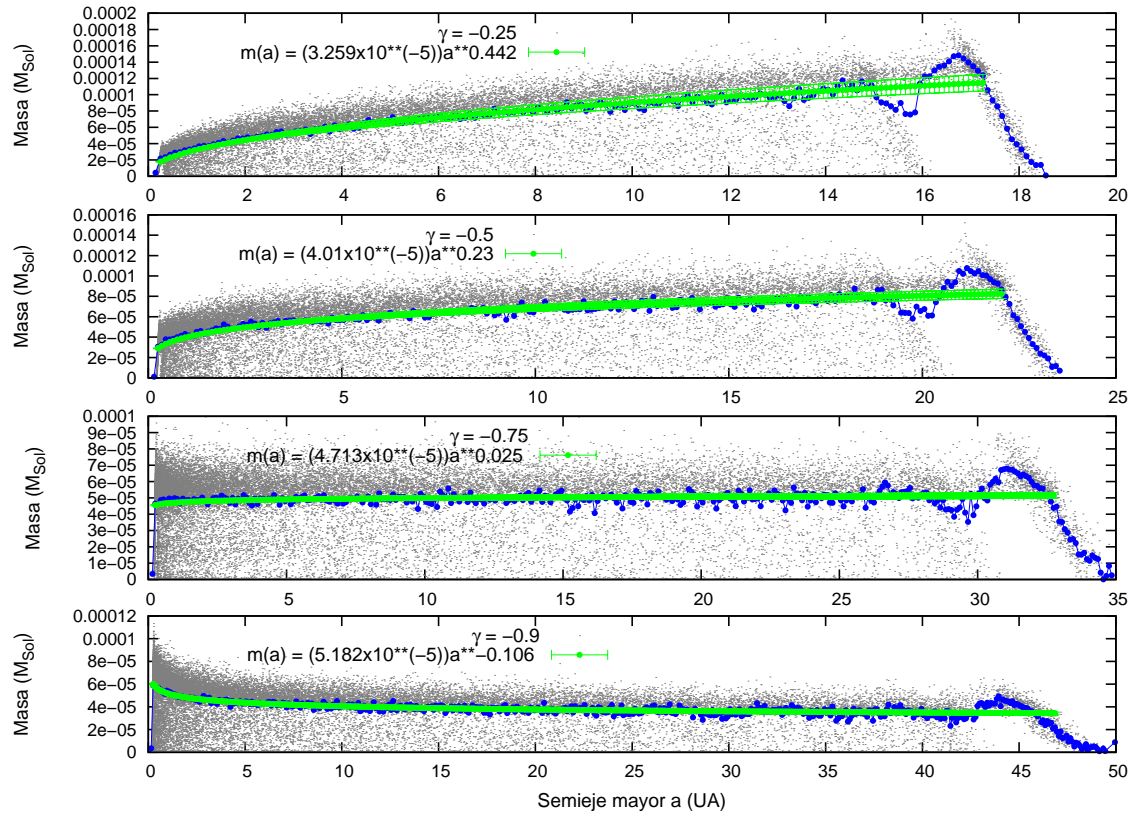 0.0002
0.00018
0.00016
0.00014
0.00012
0.0001
8e−05
6e−05
4e−05
2e−05
0
Masa (M_Sol)
γ = −0.25
m(a) = (3.259x10**(−5))a**0.442
0 2 4 6 8 10 12 14 16 18 20
0.00016
0.00014
0.00012
0.0001
8e−05
6e−05
4e−05
2e−05
0
Masa (M_Sol)
γ = −0.5
m(a) = (4.01x10**(−5))a**0.23
5 10 15 20 25
0.0001
9e−05
8e−05
7e−05
6e−05
5e−05
4e−05
3e−05
2e−05
1e−05
0
Masa (M_Sol)
γ = −0.75
m(a) = (4.713x10**(−5))a**0.025
0 5 10 15 20 25 30 35
0.00012
0.0001
8e−05
6e−05
4e−05
2e−05
0
Masa (M_Sol)
γ = −0.9
m(a) = (5.182x10**(−5))a**−0.106
0 5 10 15 20 25 30 35 40 45 50
Semieje mayor a (UA)